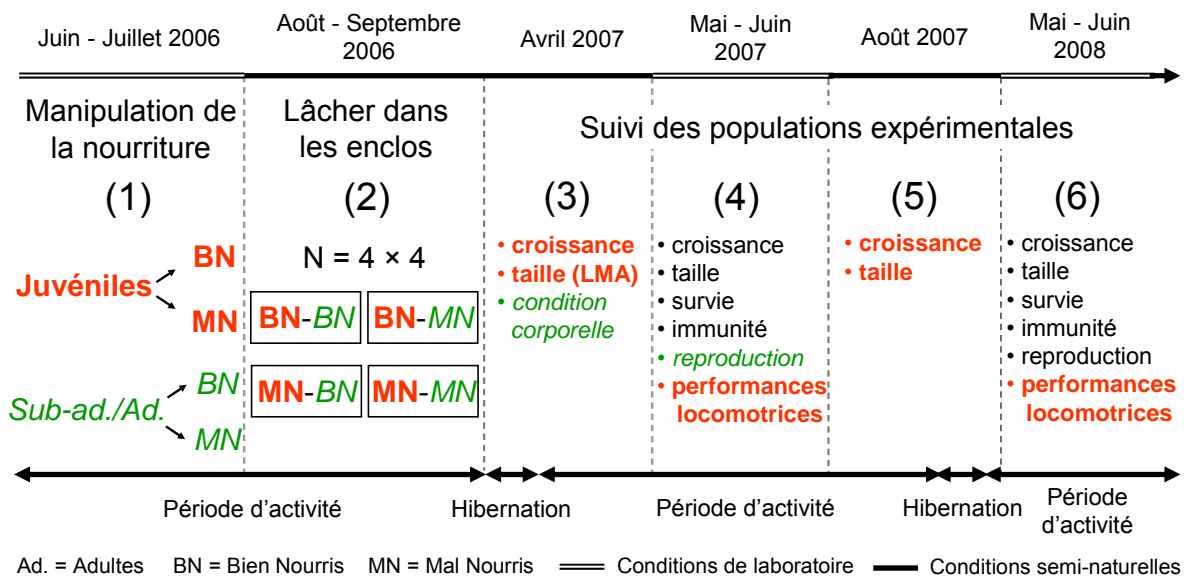 Juin - Juillet 2006
Août - Septembre
2006
Avril 2007
Mai - Juin
2007
Août 2007
Mai - Juin
2008
Manipulation de
la nourriture
(1)
Juvéniles
BN
MN
Sub-ad./Ad.
BN
MN
Lâcher dans
les enclos
(2)
N = 4 × 4
BN-BN
BN-MN
MN-BN
MN-MN
Suivi des populations expérimentales
(3)
• croissance
• taille (LMA)
• condition
corporelle
(4)
• croissance
• taille
• survie
• immunité
• reproduction
• performances
locomotrices
(5)
• croissance
• taille
(6)
• croissance
• taille
• survie
• immunité
• reproduction
• performances
locomotrices
Période d'activité
Hibernation
Période d'activité
Hibernation
Période
d'activité
Ad. = Adultes BN = Bien Nourris MN = Mal Nourris Conditions de laboratoire Conditions semi-naturelles